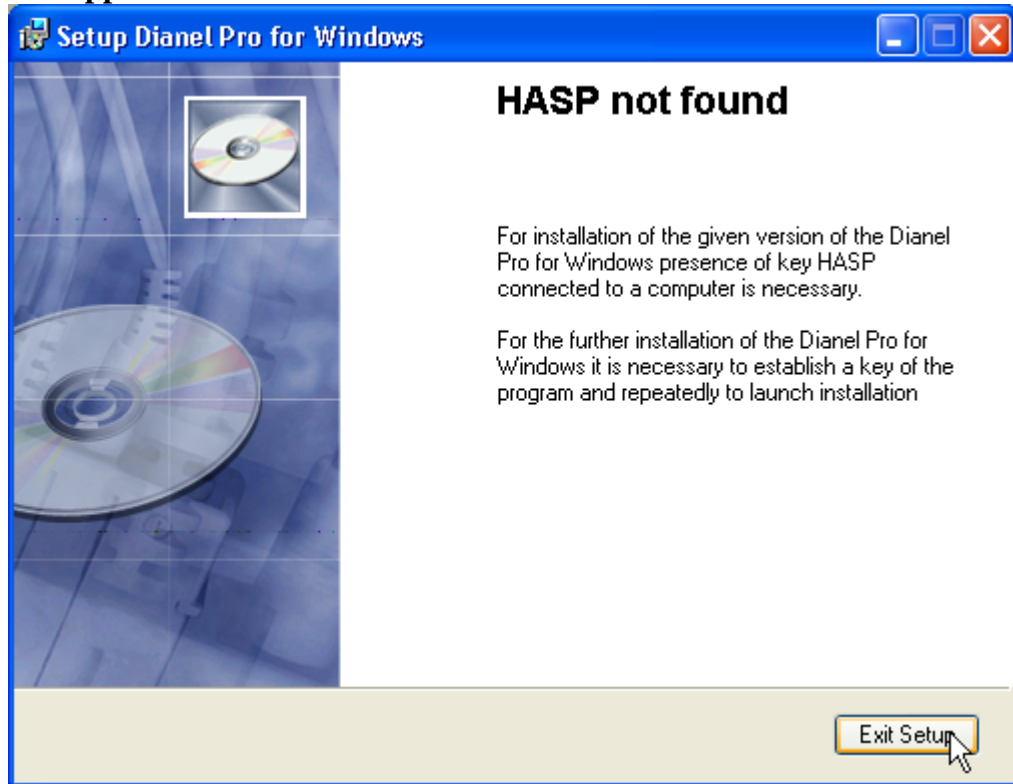 Setup Dianel Pro for Windows
HASP not found
For installation of the given version of the Dianel
Pro for Windows presence of key HASP
connected to a computer is necessary.
For the further installation of the Dianel Pro for
Windows it is necessary to establish a key of the
program and repeatedly to launch installation
Exit Setup